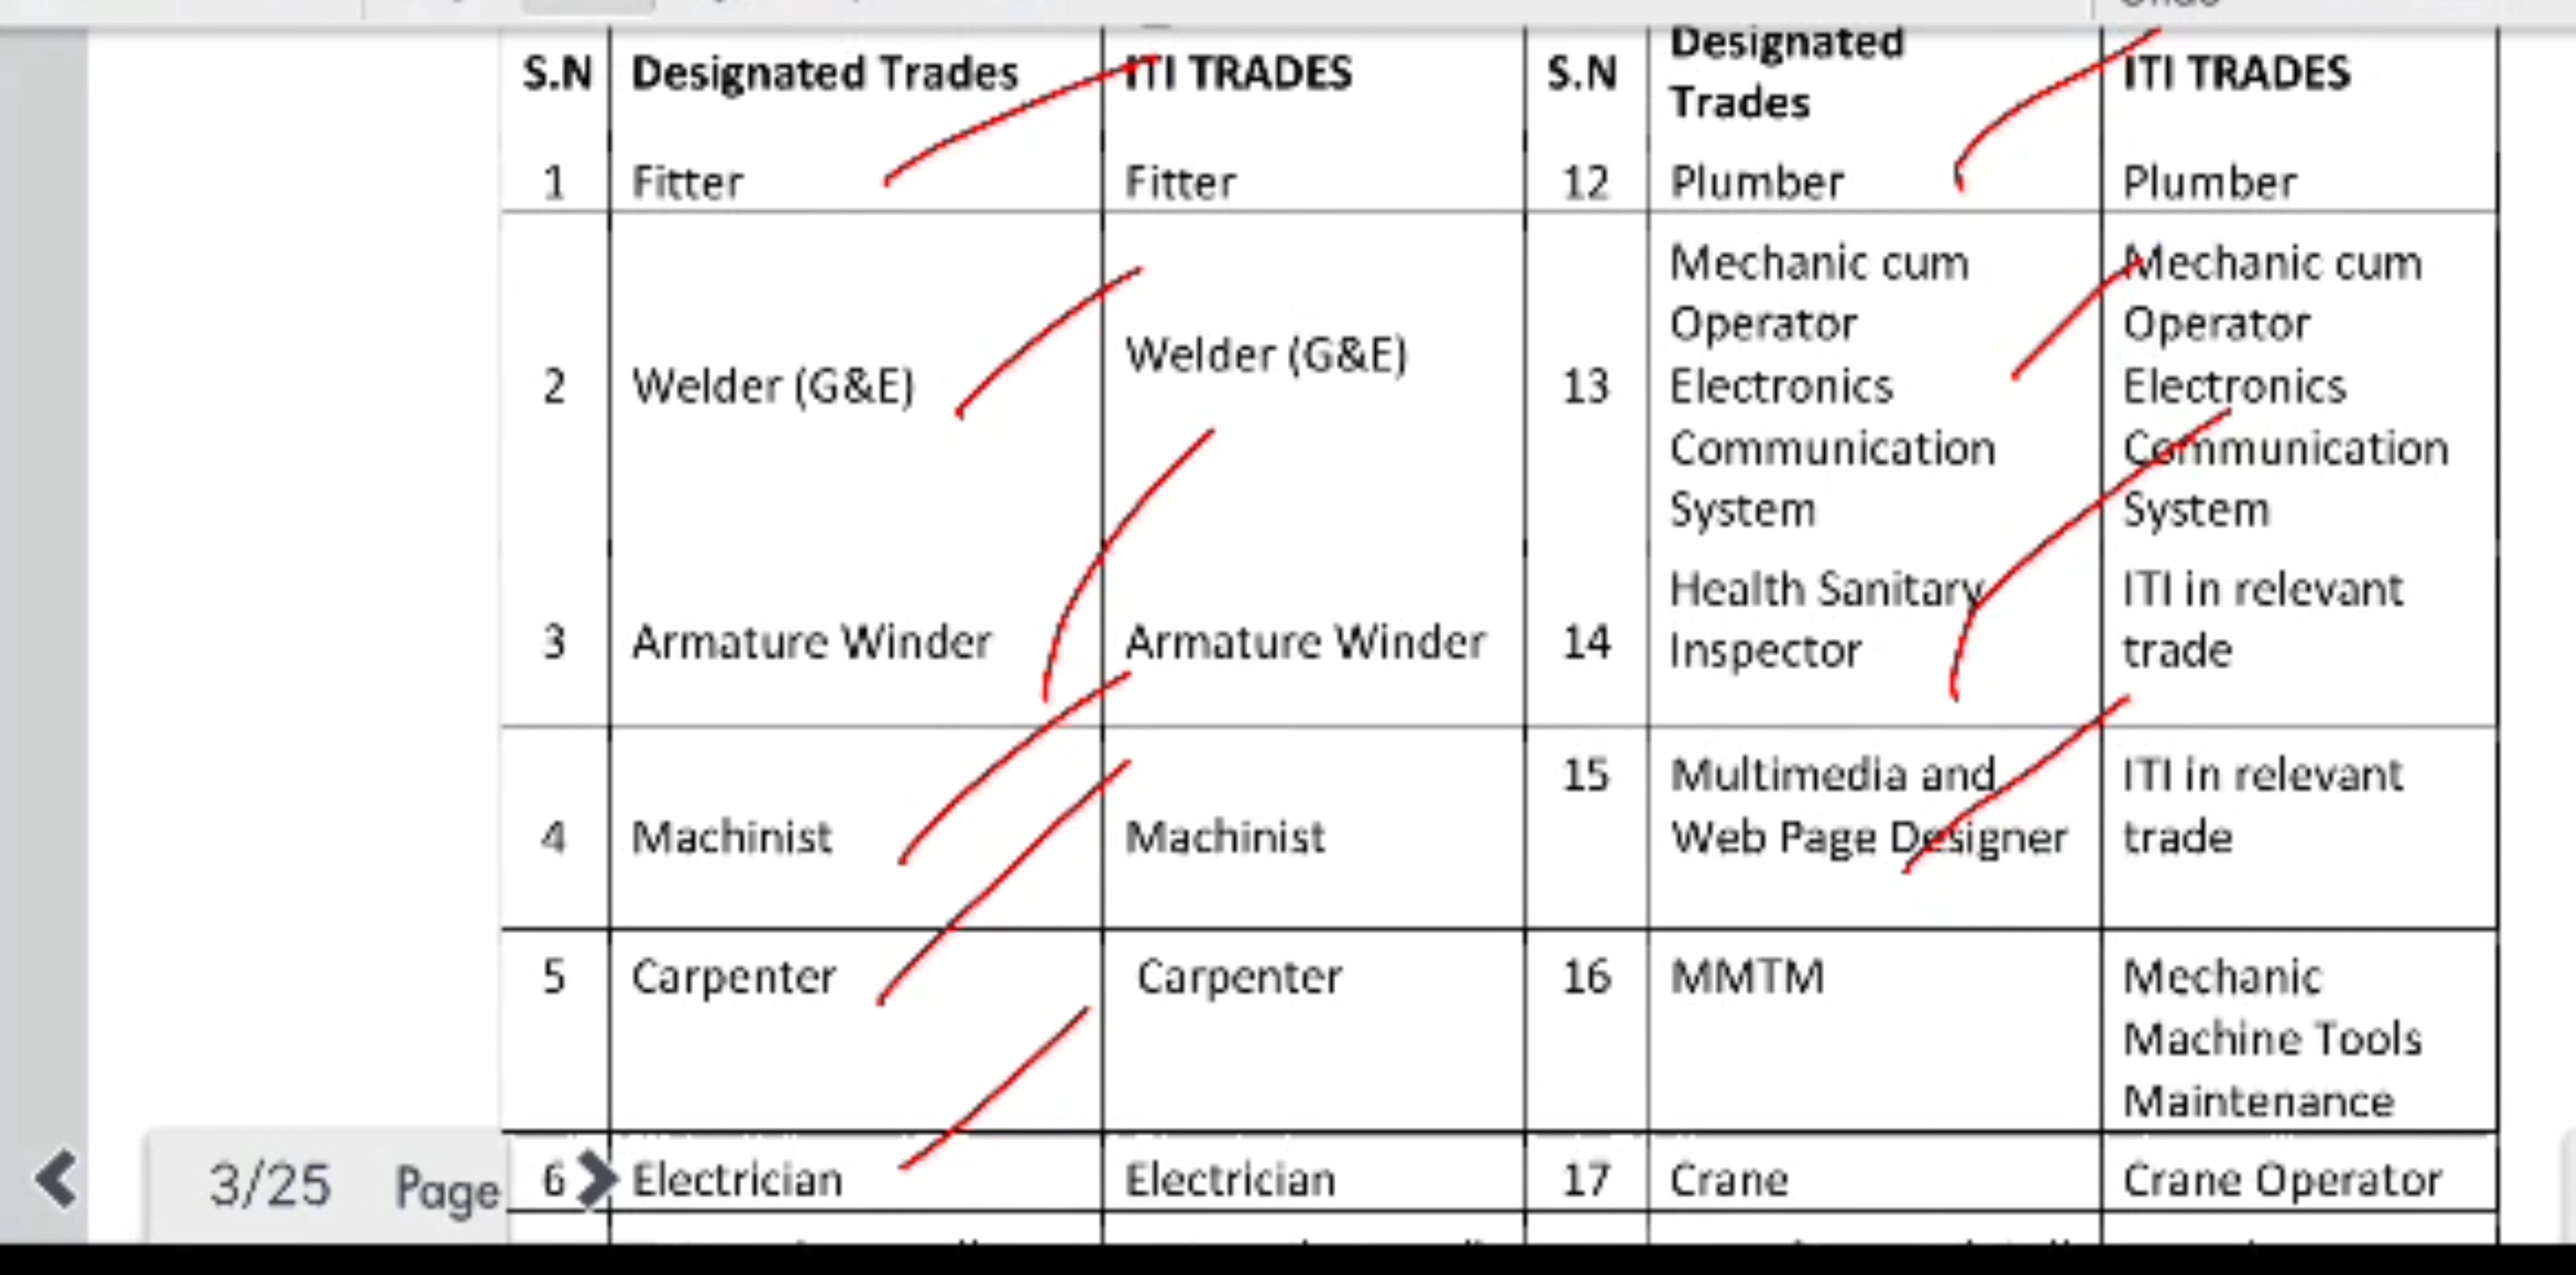 S.N Designated Trades ITI TRADES S.N Designated Trades ITI TRADES
1 Fitter Fitter 12 Plumber Plumber
2 Welder (G&E) Welder (G&E) 13 Mechanic cum Operator Electronics Communication System Mechanic cum Operator Electronics Communication System
3 Armature Winder Armature Winder 14 Health Sanitary Inspector ITI in relevant trade
4 Machinist Machinist 15 Multimedia and Web Page Designer ITI in relevant trade
5 Carpenter Carpenter 16 MMTM Mechanic Machine Tools Maintenance
6 Electrician Electrician 17 Crane Crane Operator
3/25 Page